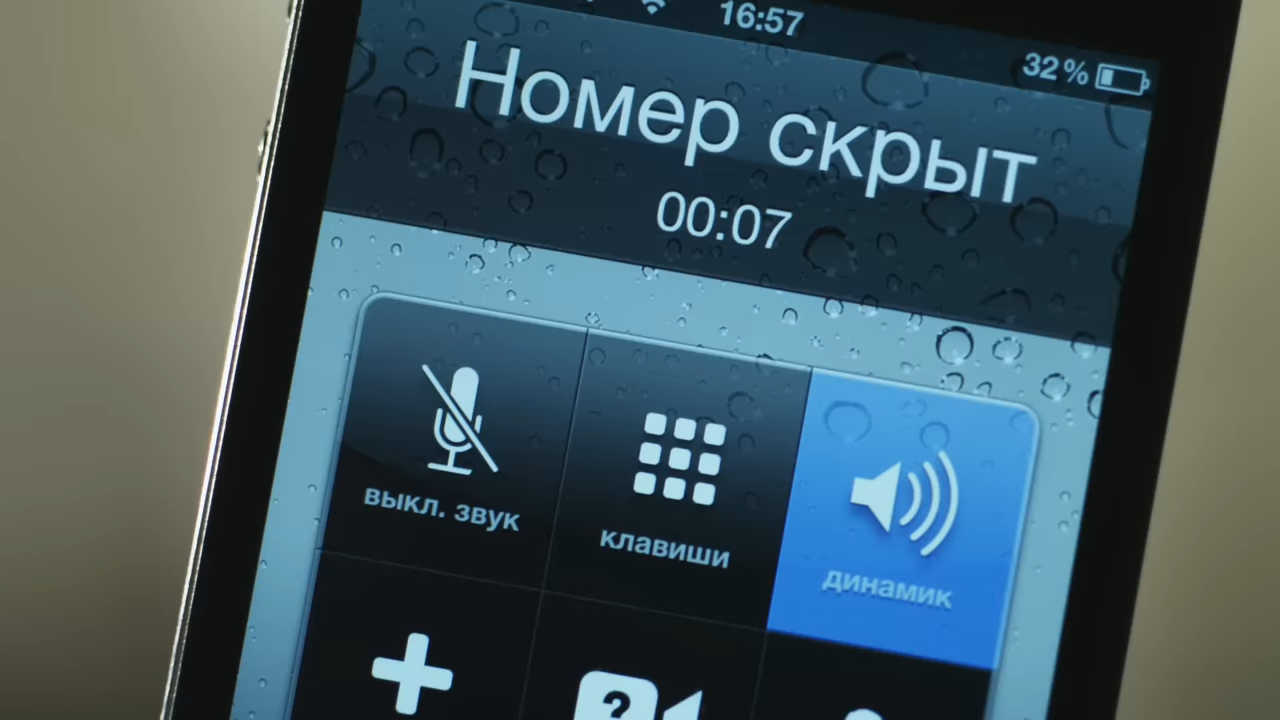 16:57
32 %
Номер скрыт
00:07
выкл. звук
клавиши
динамик
?